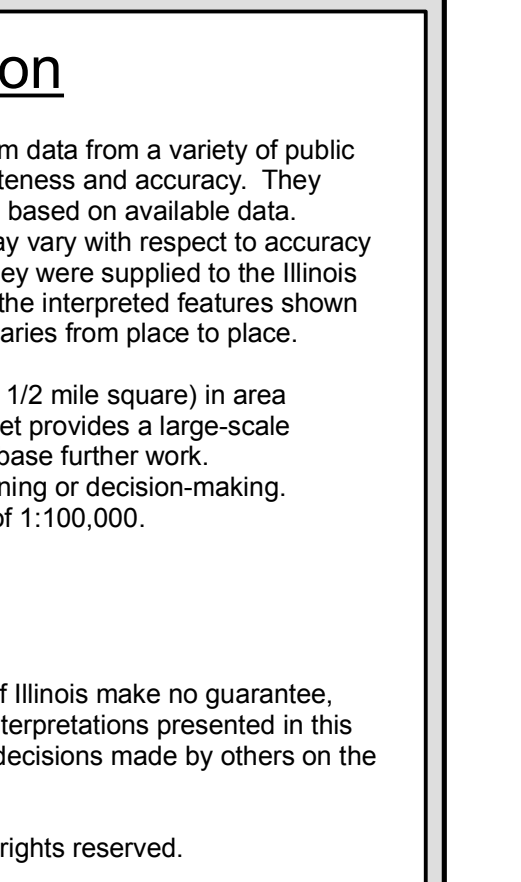 on
m data from a variety of public
teness and accuracy. They
based on available data.
ay vary with respect to accuracy
ey were supplied to the Illinois
the interpreted features shown
aries from place to place.
1/2 mile square) in area
et provides a large-scale
base further work.
ning or decision-making.
of 1:100,000.
f Illinois make no guarantee,
terpretations presented in this
decisions made by others on the
rights reserved.